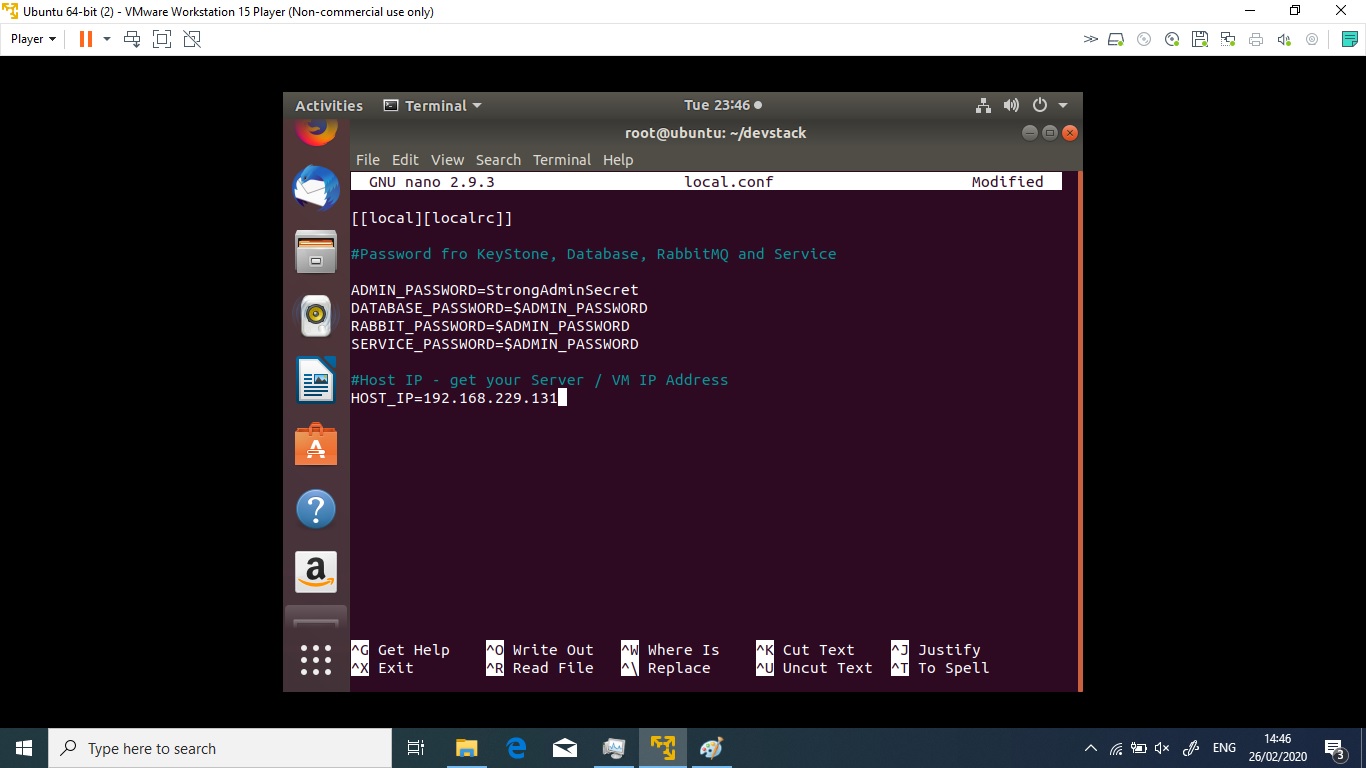 Ubuntu 64-bit (2) - VMware Workstation 15 Player (Non-commercial use only)
Player
Activities Terminal Tue 23:46
root@ubuntu: ~/devstack
File Edit View Search Terminal Help
GNU nano 2.9.3 local.conf Modified
[[local][localrc]]
#Password fro KeyStone, Database, RabbitMQ and Service
ADMIN_PASSWORD=StrongAdminSecret
DATABASE_PASSWORD=$ADMIN_PASSWORD
RABBIT_PASSWORD=$ADMIN_PASSWORD
SERVICE_PASSWORD=$ADMIN_PASSWORD
#Host IP - get your Server / VM IP Address
HOST_IP=192.168.229.131
^G Get Help ^O Write Out ^W Where Is ^K Cut Text ^J Justify
^X Exit ^R Read File ^\ Replace ^U Uncut Text ^T To Spell
Type here to search
ENG
14:46
26/02/2020
3